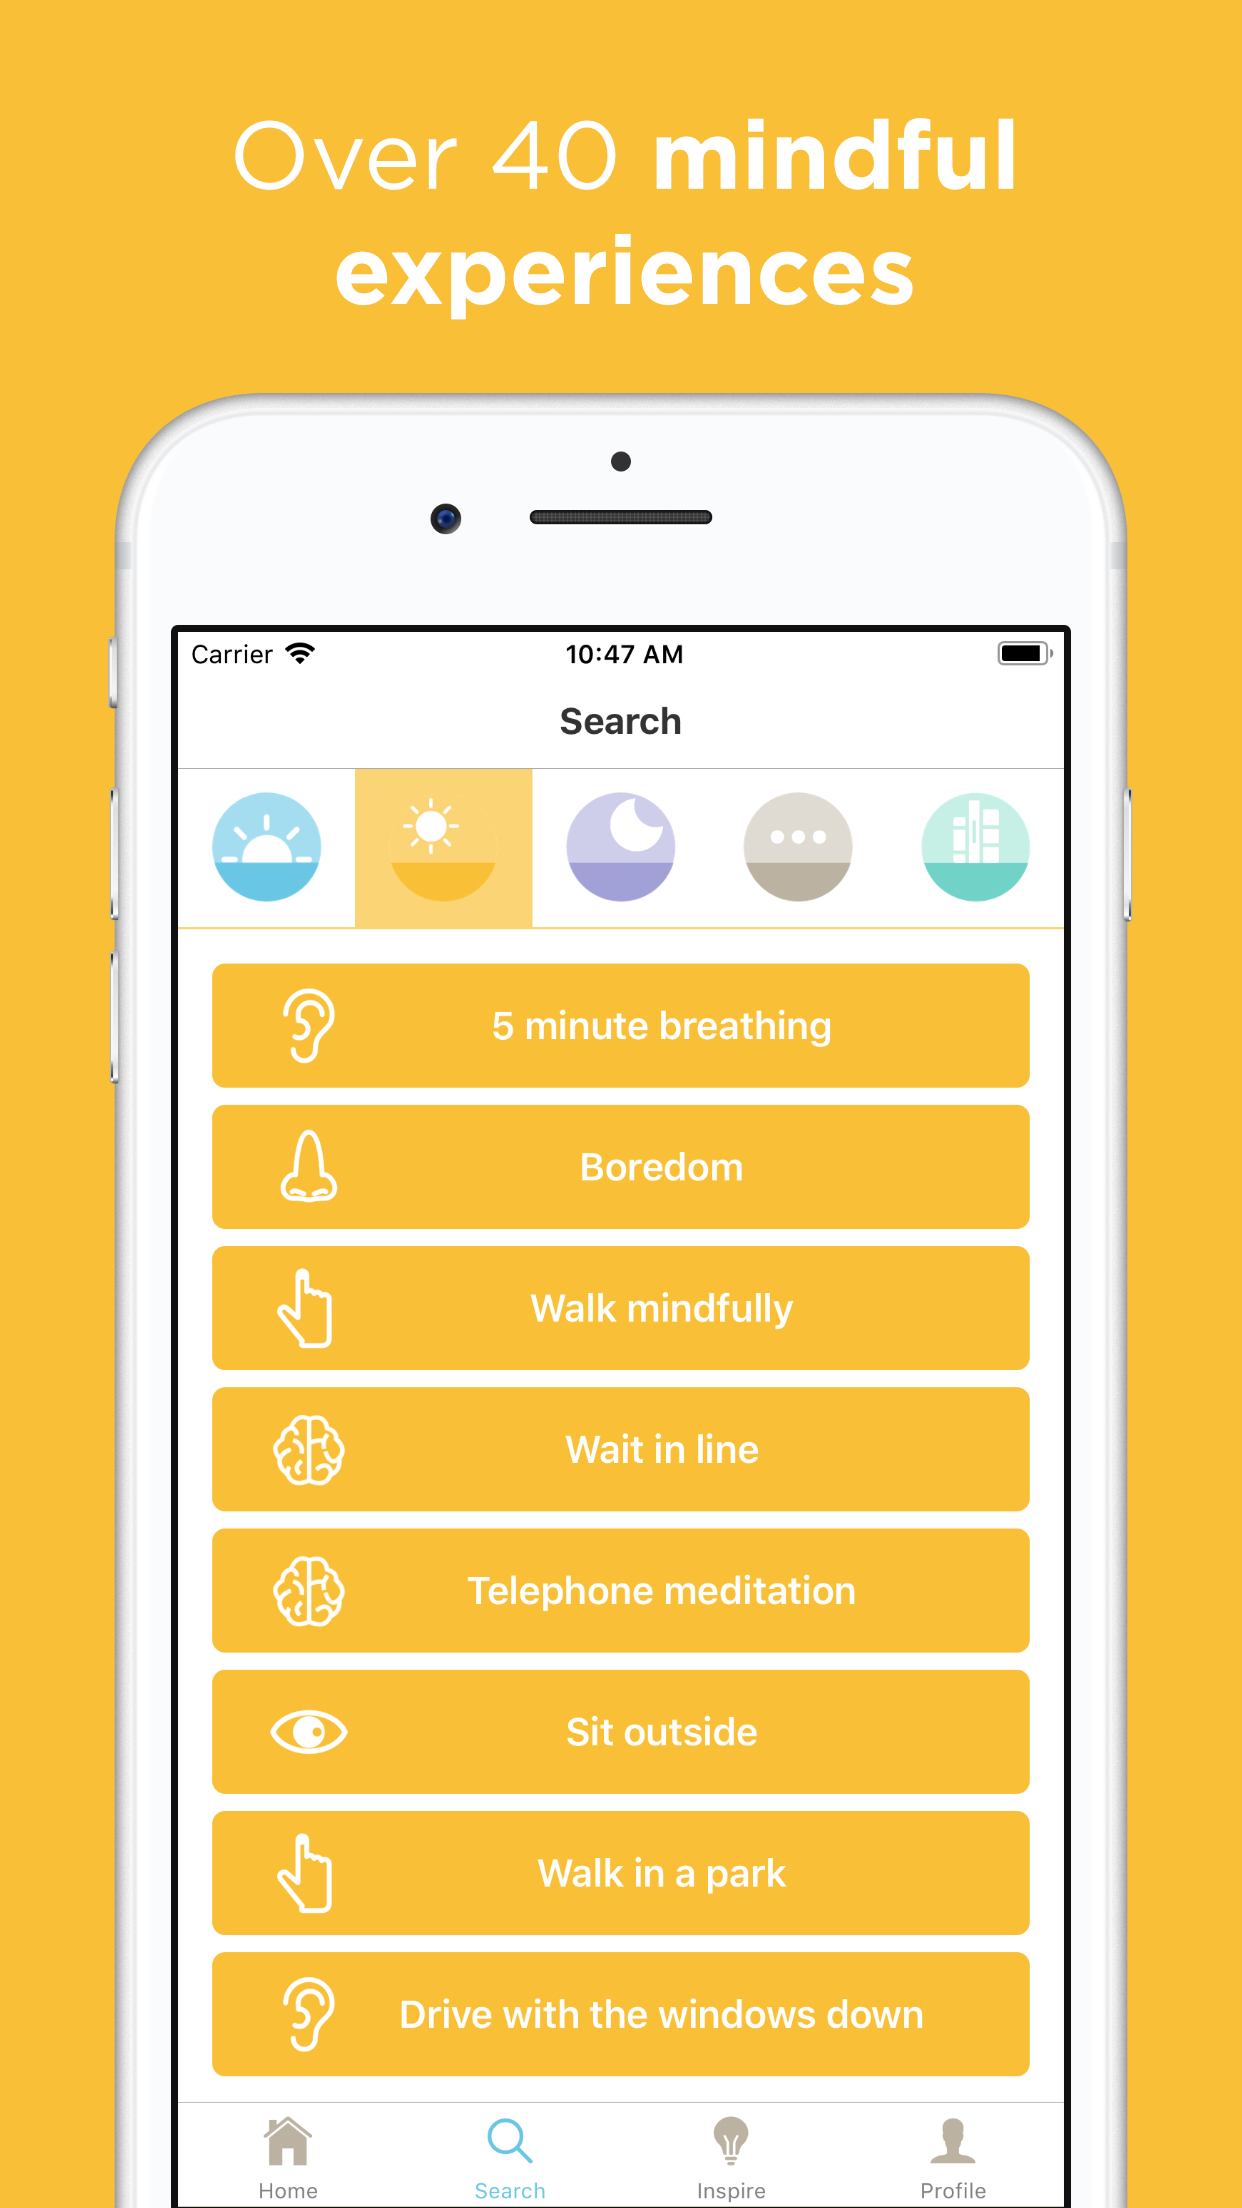 Over 40 mindful
experiences
Carrier
10:47 AM
Search
5 minute breathing
Boredom
Walk mindfully
Wait in line
Telephone meditation
Sit outside
Walk in a park
Drive with the windows down
Home
Search
Inspire
Profile